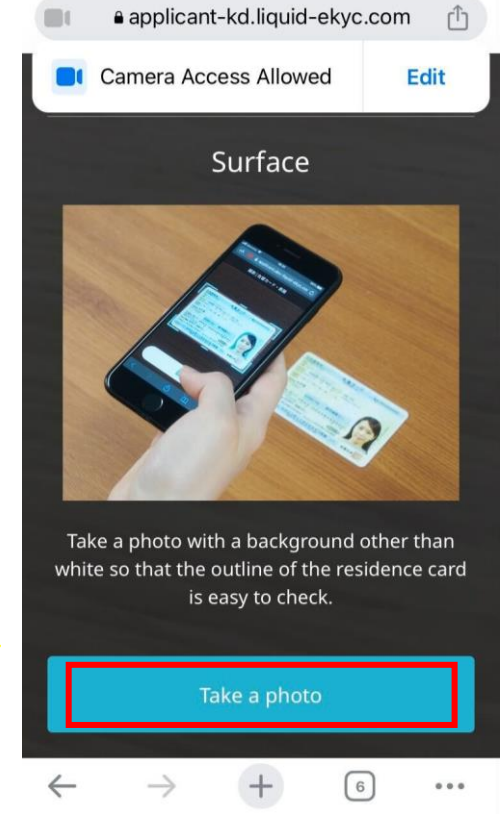 applicant-kd.liquid-ekyc.com
Camera Access Allowed
Edit
Surface
Take a photo with a background other than
white so that the outline of the residence card
is easy to check.
Take a photo
6